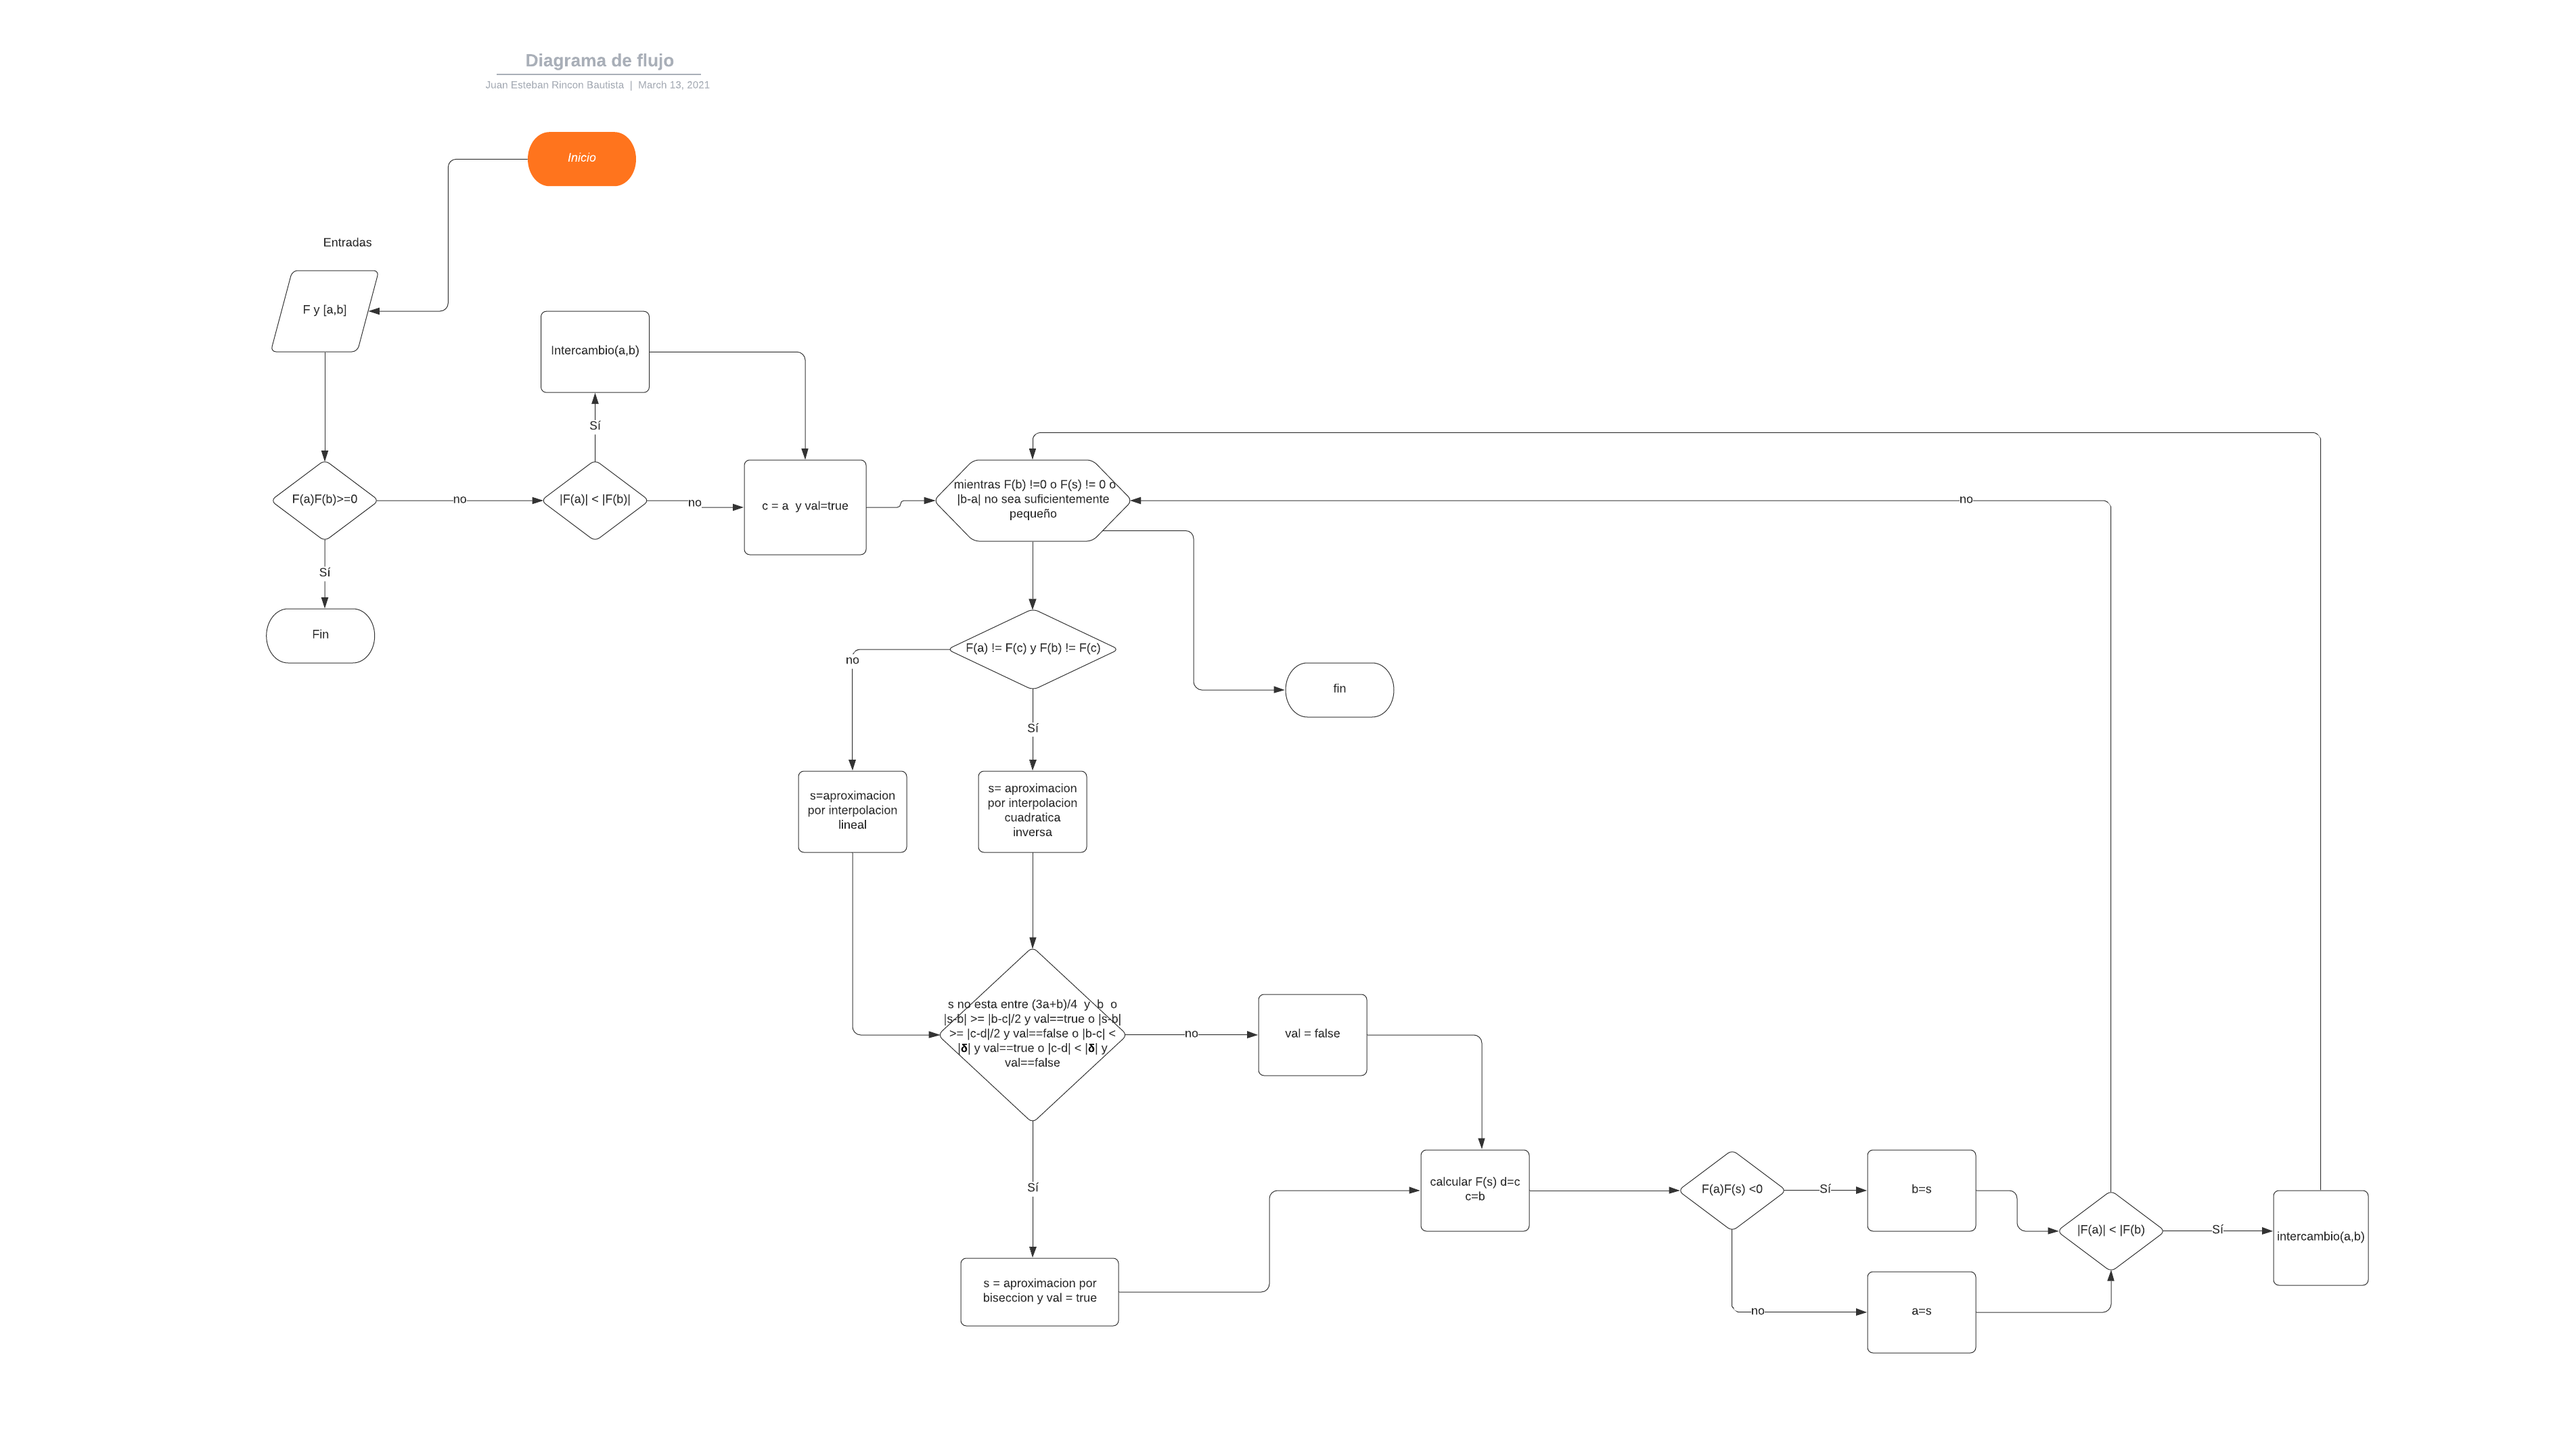 Diagrama de flujo
Juan Esteban Rincon Bautista | March 13, 2021
Inicio
Entradas
F y [a,b]
Intercambio(a,b)
Sí
F(a)F(b)>=0
no
|F(a)| < |F(b)|
no
c = a y val=true
mientras F(b) !=0 o F(s) != 0 o
|b-a| no sea suficientemente
pequeño
no
Sí
Fin
F(a) != F(c) y F(b) != F(c)
no
fin
Sí
s=aproximacion
por interpolacion
lineal
s= aproximacion
por interpolacion
cuadratica
inversa
s no esta entre (3a+b)/4 y b o
|s-b| >= |b-c|/2 y val==true o |s-b|
>= |c-d|/2 y val==false o |b-c| <
|δ| y val==true o |c-d| < |δ| y
val==false
no
val = false
Sí
s = aproximacion por
biseccion y val = true
calcular F(s) d=c
c=b
F(a)F(s) <0
Sí
b=s
no
a=s
|F(a)| < |F(b)
Sí
intercambio(a,b)